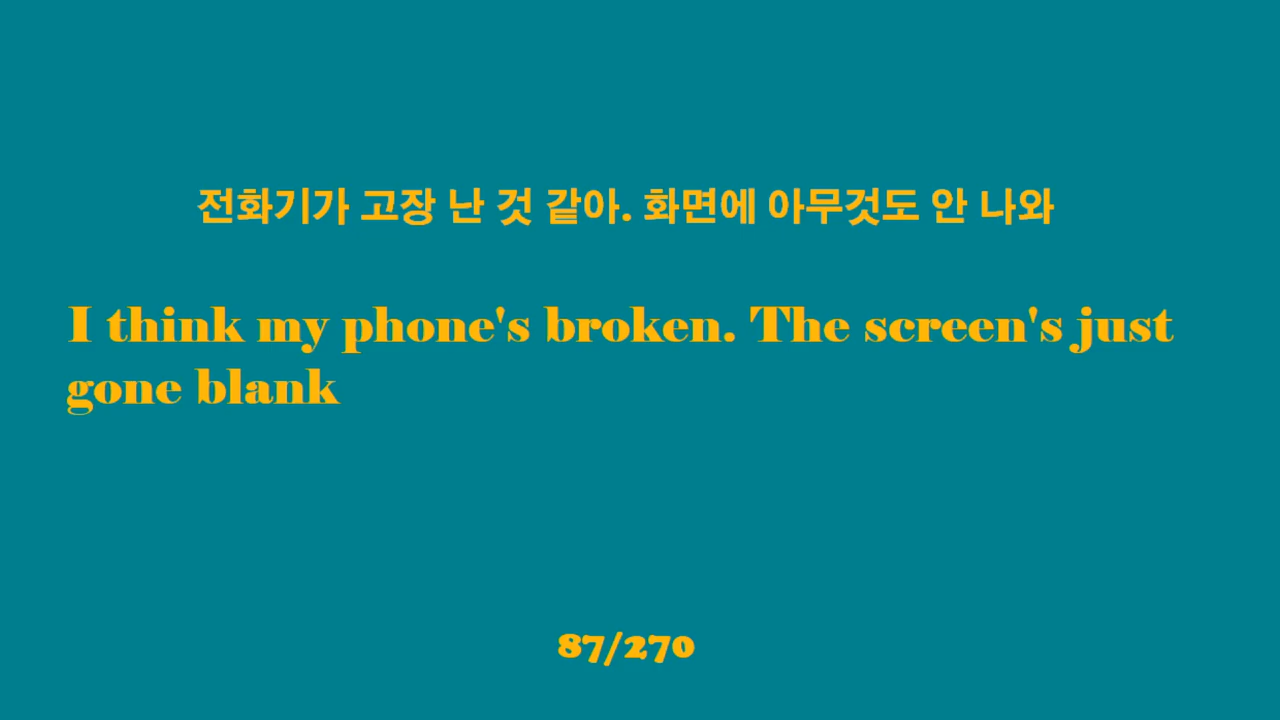 전화기가 고장 난 것 같아. 화면에 아무것도 안 나와
I think my phone's broken. The screen's just
gone blank
87/270